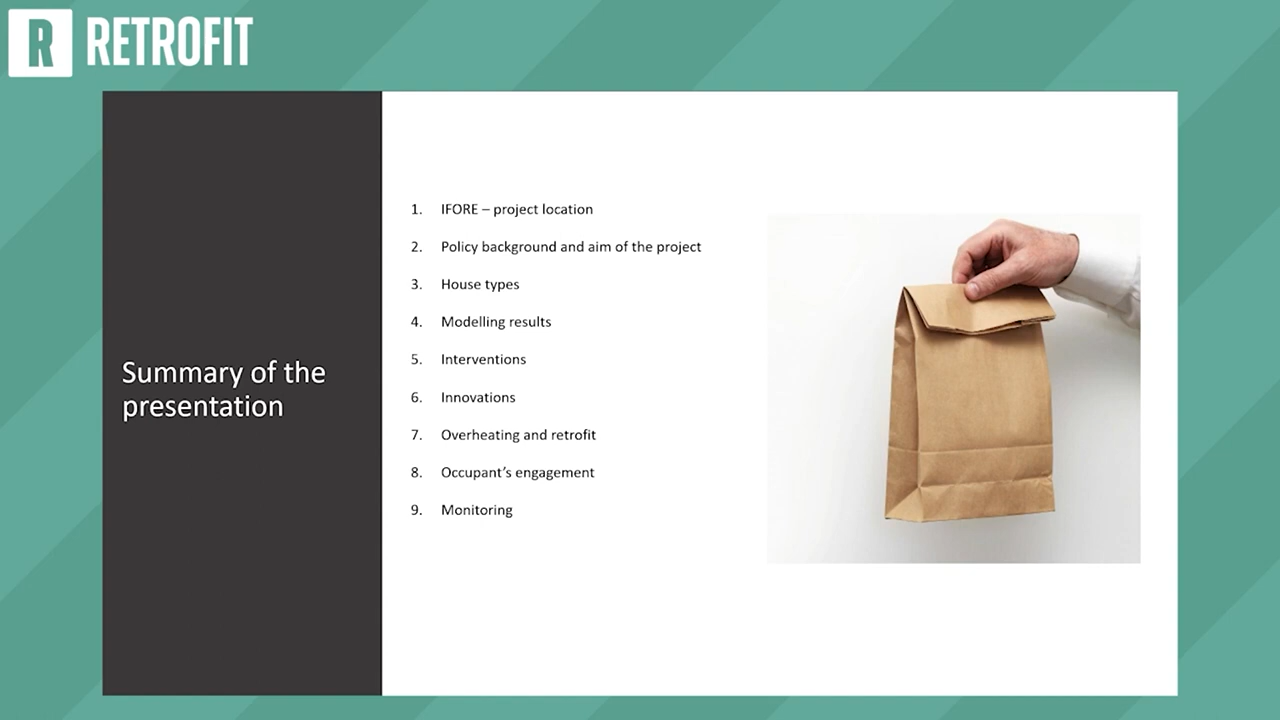 R RETROFIT
Summary of the
presentation
1. IFORE – project location
2. Policy background and aim of the project
3. House types
4. Modelling results
5. Interventions
6. Innovations
7. Overheating and retrofit
8. Occupant’s engagement
9. Monitoring